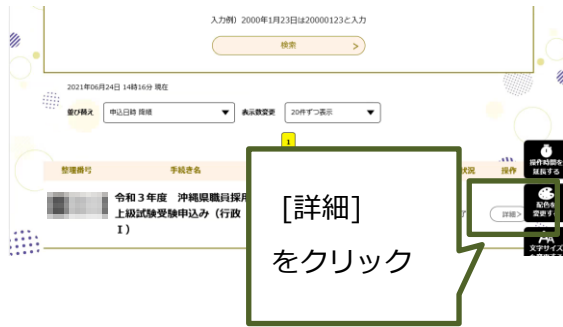 入力例）2000年1月23日は20000123と入力
検索 >
2021年06月24日 14時16分 現在
並び替え 申込日時 降順 ▼ 表示数変更 20件ずつ表示 ▼
1
整理番号 手続き名 状況 操作
令和３年度 沖縄県職員採用
上級試験受験申込み（行政
Ｉ）
詳細>
[詳細]
をクリック
操作時間を
延長する
配色を
変更す
文字サイズ